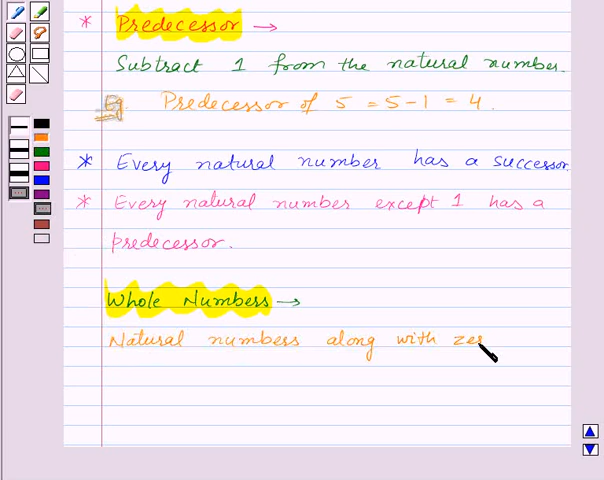 * Predecessor →
Subtract 1 from the natural number.
Eg. Predecessor of 5 = 5-1 = 4.
* Every natural number has a successor.
* Every natural number except 1 has a
predecessor.
Whole Numbers →
Natural numbers along with zer